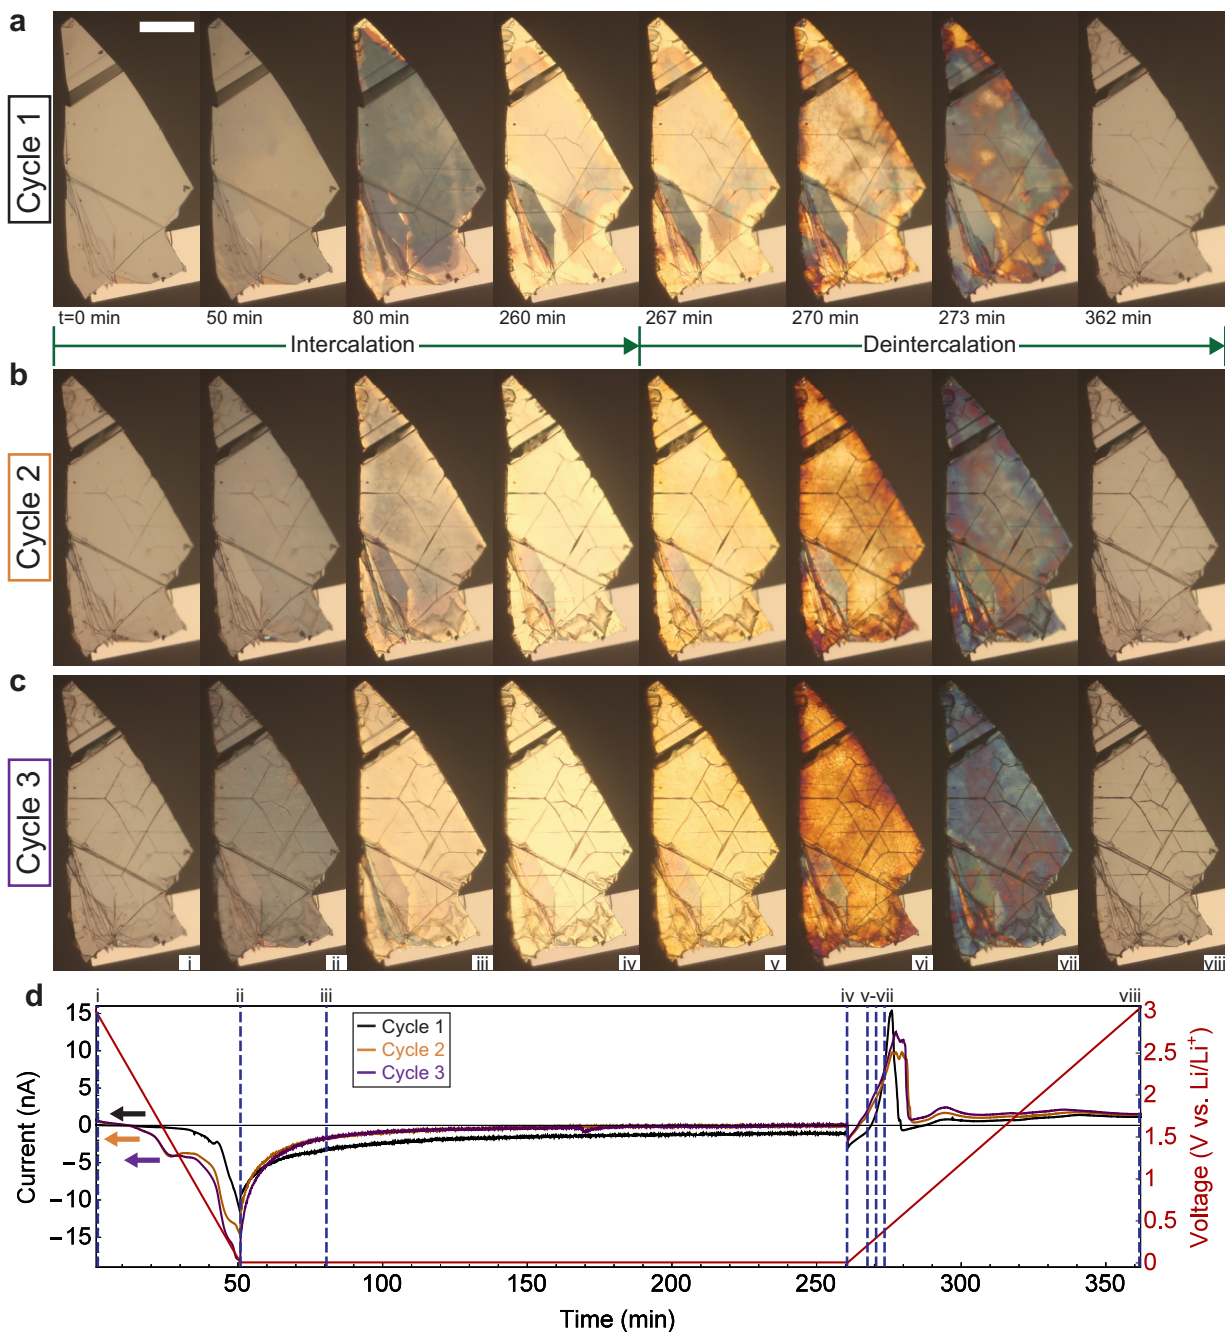 a
Cycle 1
t=0 min 50 min 80 min 260 min 267 min 270 min 273 min 362 min
Intercalation Deintercalation
b
Cycle 2
c
Cycle 3
i ii iii iv v vi vii viii
d
i ii iii iv v-vii viii
Cycle 1
Cycle 2
Cycle 3
15
10
5
0
−5
−10
−15
Current (nA)
3
2.5
2
1.5
1
0.5
0
Voltage (V vs. Li/Li⁺)
50 100 150 200 250 300 350
Time (min)